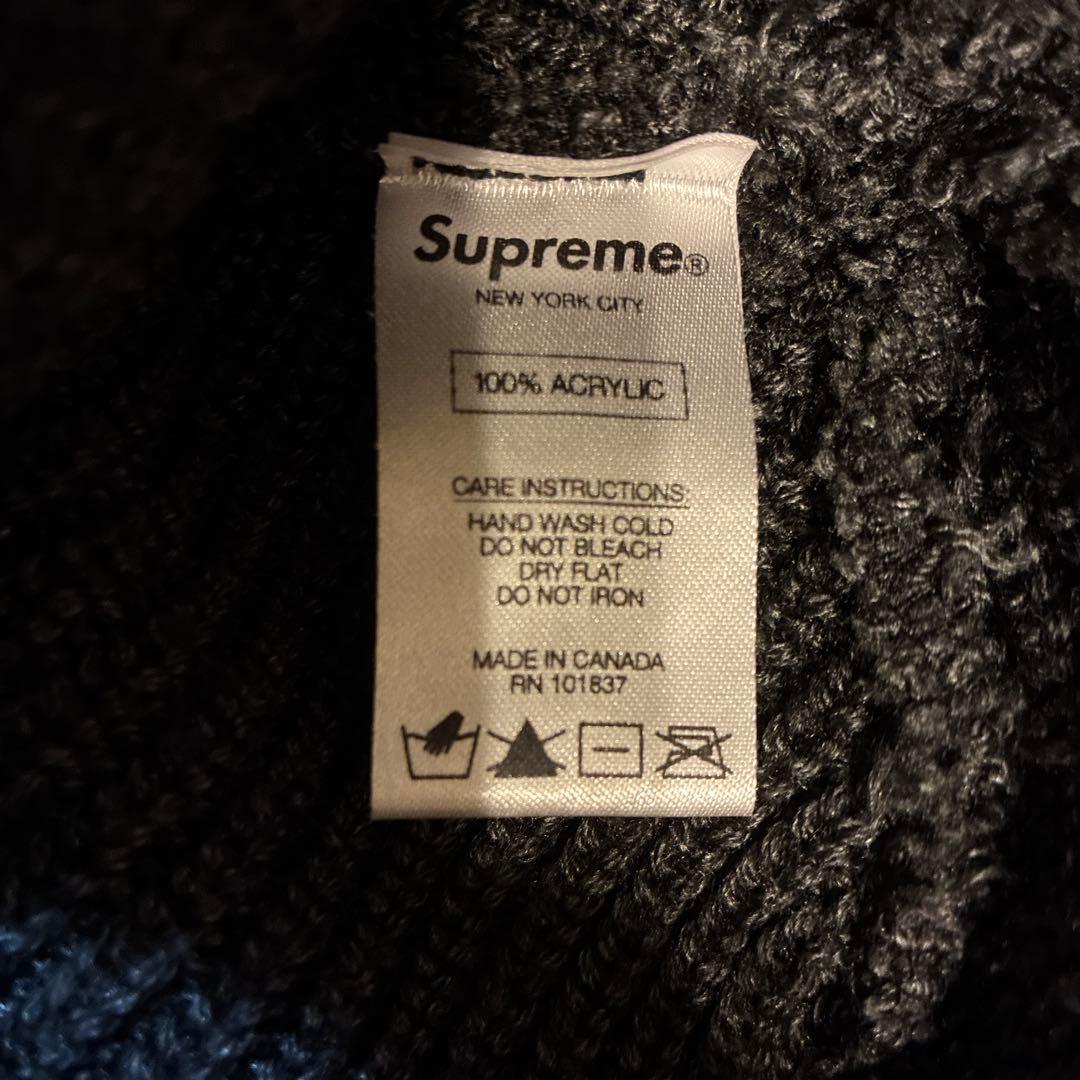 Supreme®
NEW YORK CITY
100% ACRYLIC
CARE INSTRUCTIONS:
HAND WASH COLD
DO NOT BLEACH
DRY FLAT
DO NOT IRON
MADE IN CANADA
RN 101837